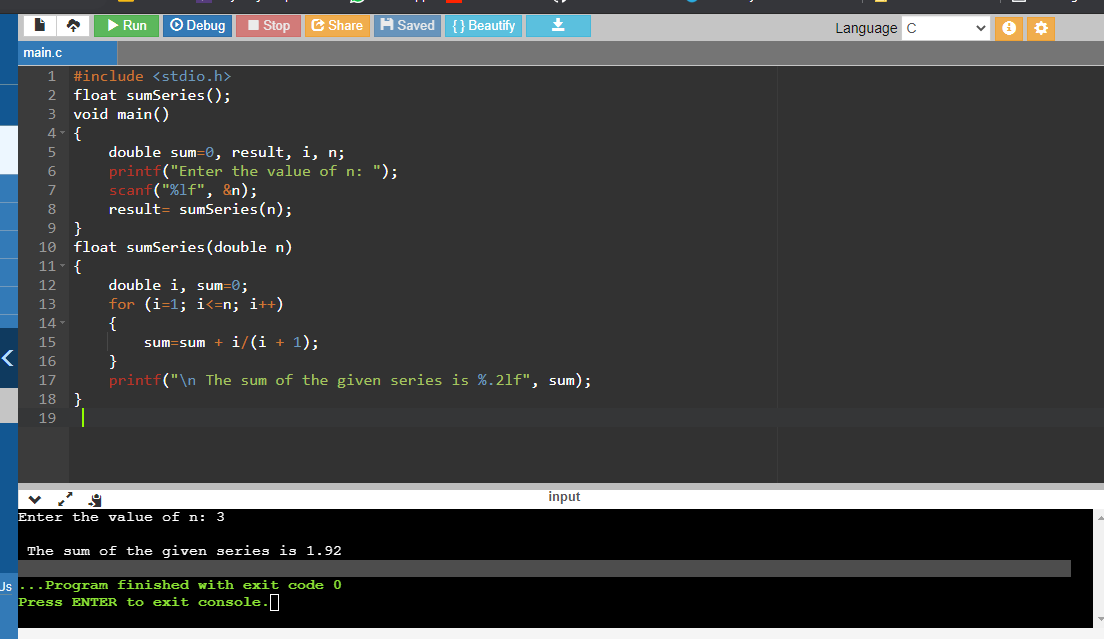 Run Debug Stop Share Saved { } Beautify
Language C
main.c
1 #include <stdio.h>
2 float sumSeries();
3 void main()
4 {
5 double sum=0, result, i, n;
6 printf("Enter the value of n: ");
7 scanf("%lf", &n);
8 result= sumSeries(n);
9 }
10 float sumSeries(double n)
11 {
12 double i, sum=0;
13 for (i=1; i<=n; i++)
14 {
15 sum=sum + i/(i + 1);
16 }
17 printf("\n The sum of the given series is %.2lf", sum);
18 }
19
input
Enter the value of n: 3
The sum of the given series is 1.92
Js
...Program finished with exit code 0
Press ENTER to exit console.